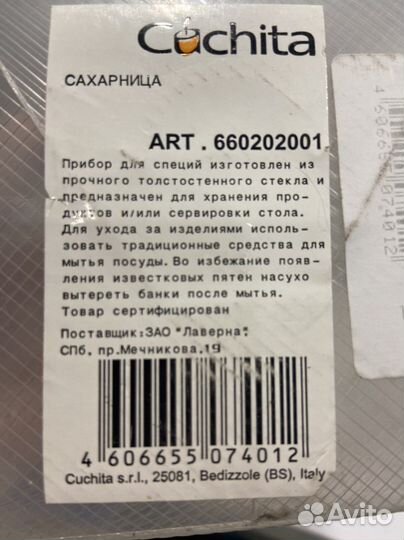 Cuchita
САХАРНИЦА
ART . 660202001
Прибор для специй изготовлен из
прочного толстостенного стекла и
предназначен для хранения про-
дуктов и/или сервировки стола.
Для ухода за изделиями исполь-
зовать традиционные средства для
мытья посуды. Во избежание появ-
ления известковых пятен насухо
вытереть банки после мытья.
Товар сертифицирован
Поставщик:ЗАО "Лаверна"
СПб, пр.Мечникова,19
4 606655 074012
Cuchita s.r.l., 25081, Bedizzole (BS), Italy
074012
Avito